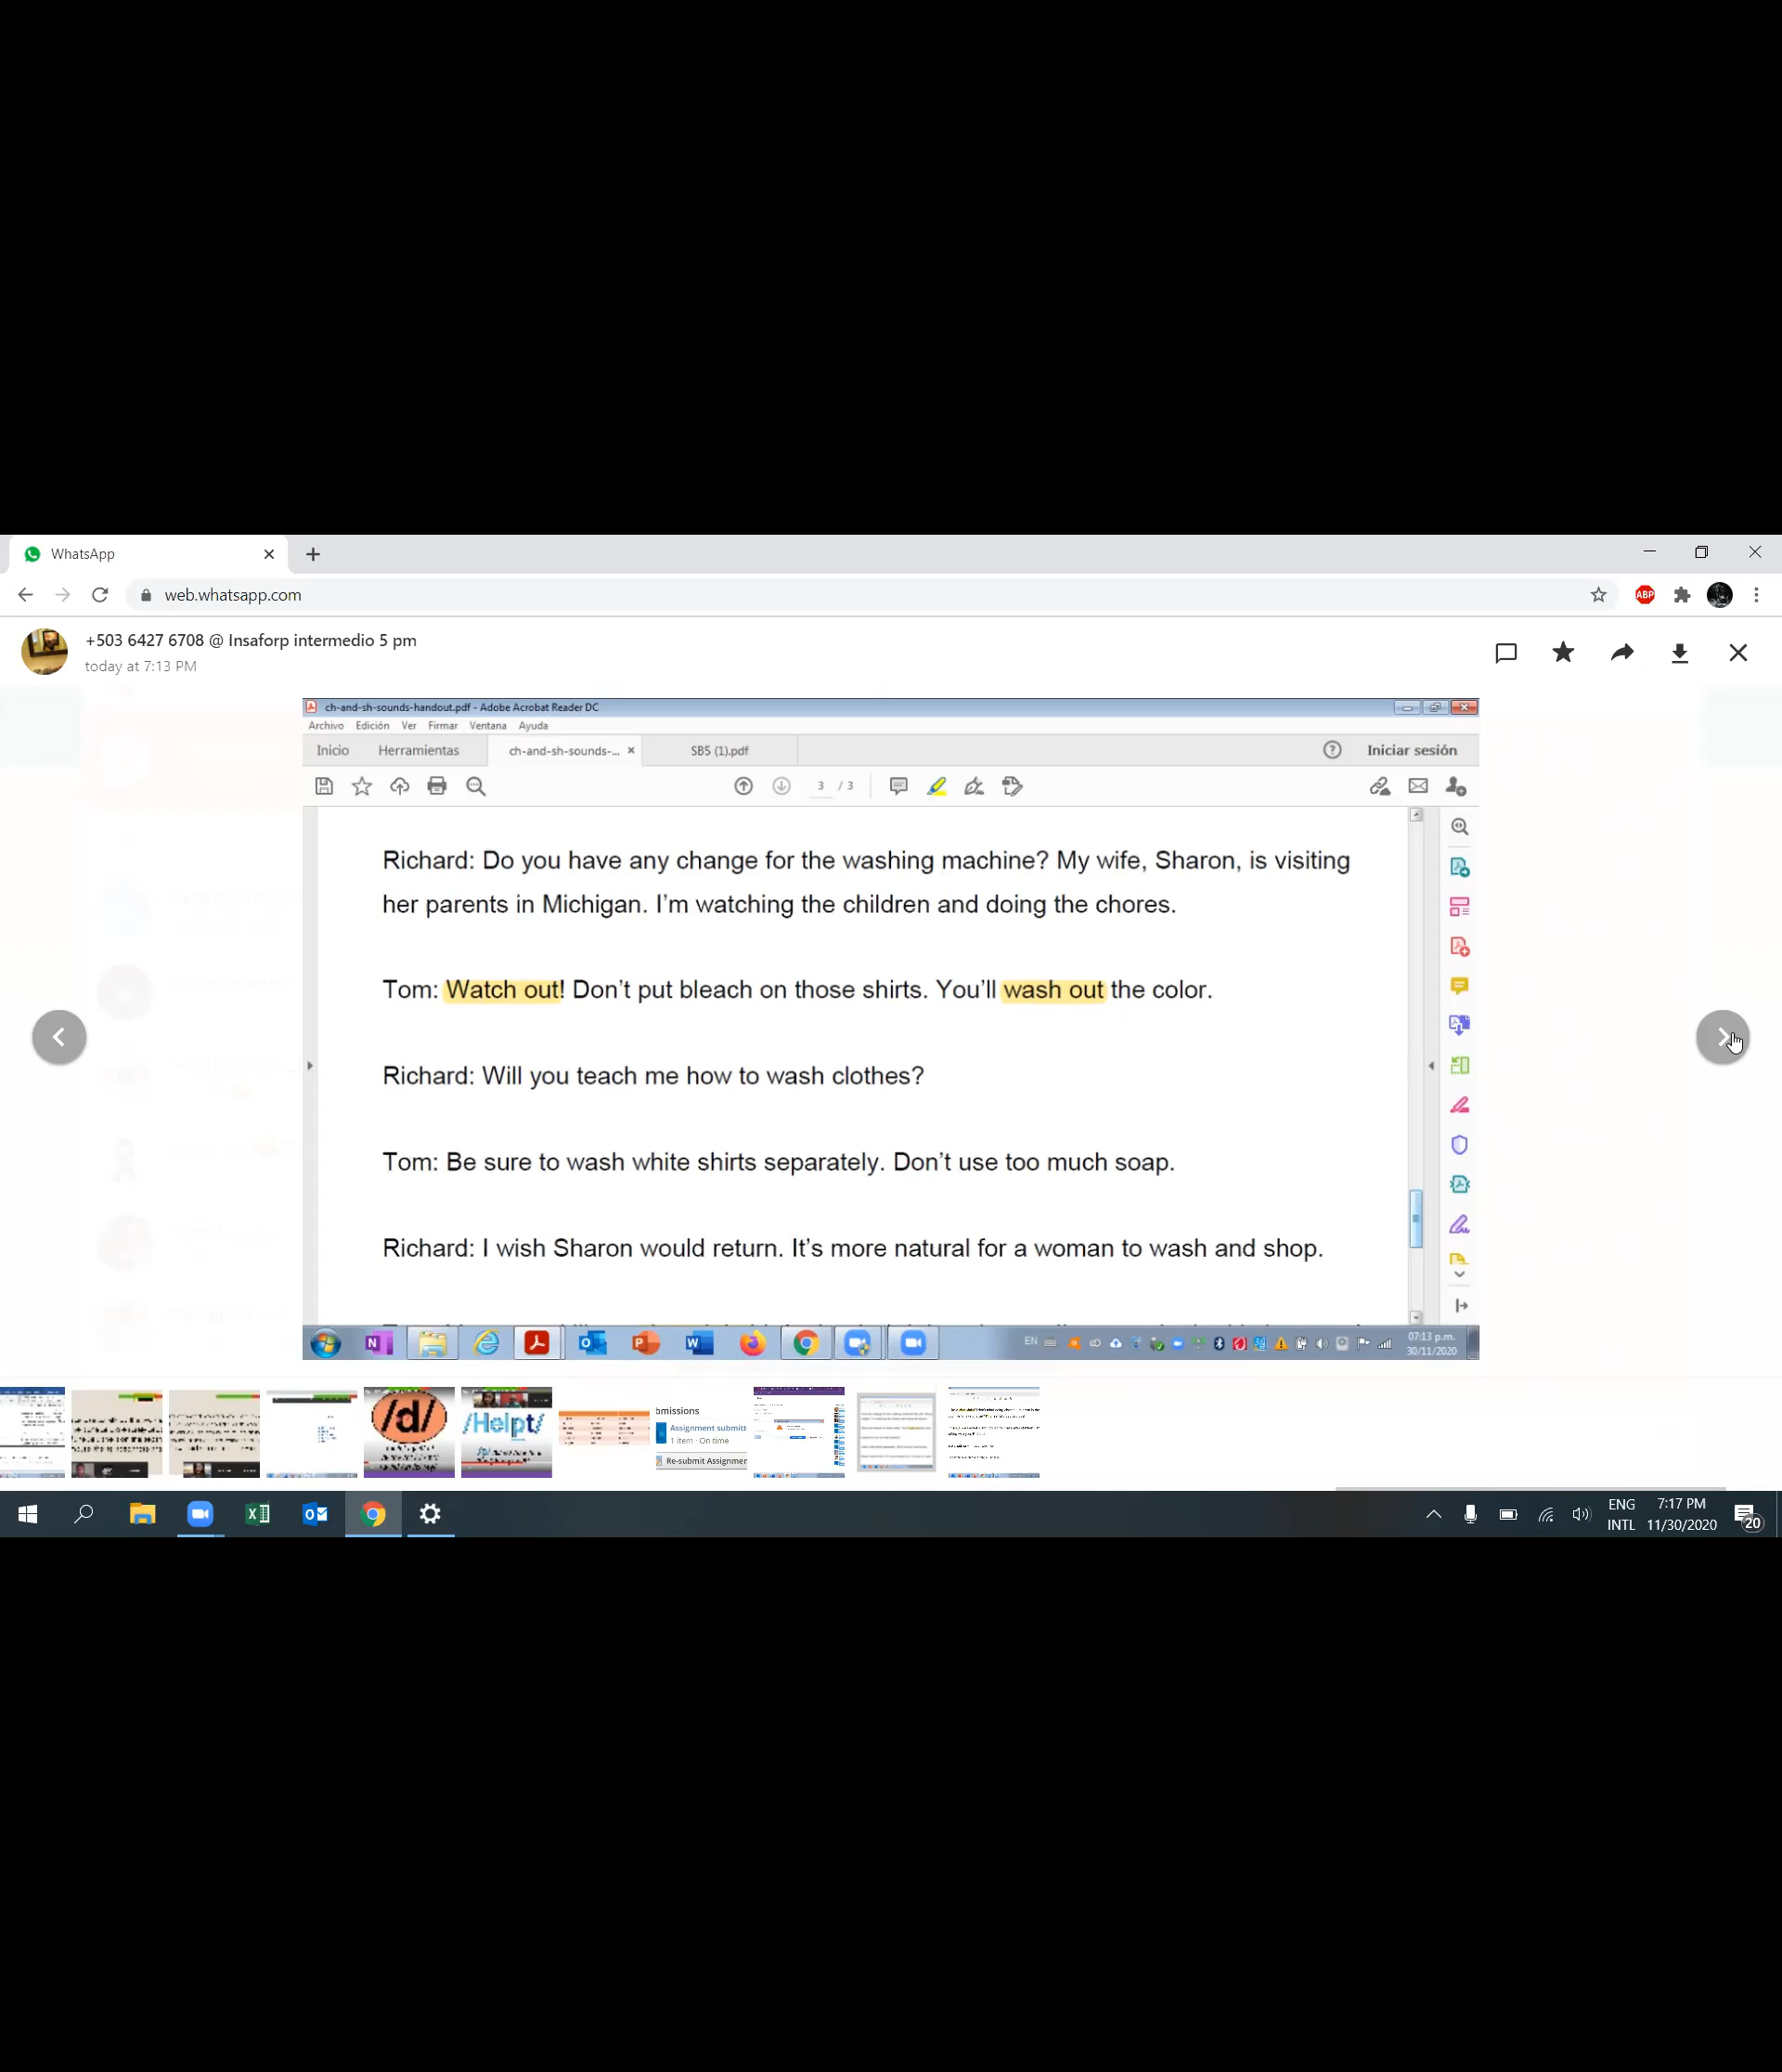 WhatsApp
web.whatsapp.com
ABP
+503 6427 6708 @ Insaforp intermedio 5 pm
today at 7:13 PM
ch-and-sh-sounds-handout.pdf - Adobe Acrobat Reader DC
Archivo Edición Ver Firmar Ventana Ayuda
Inicio Herramientas ch-and-sh-sounds-... SB5 (1).pdf Iniciar sesión
3 / 3
Richard: Do you have any change for the washing machine? My wife, Sharon, is visiting
her parents in Michigan. I'm watching the children and doing the chores.
Tom: Watch out! Don't put bleach on those shirts. You'll wash out the color.
Richard: Will you teach me how to wash clothes?
Tom: Be sure to wash white shirts separately. Don't use too much soap.
Richard: I wish Sharon would return. It's more natural for a woman to wash and shop.
EN
07:13 p.m.
30/11/2020
/d/
/Helpt/
bmissions
Assignment submitt
1 item · On time
Re-submit Assignmer
ENG 7:17 PM
INTL 11/30/2020
20